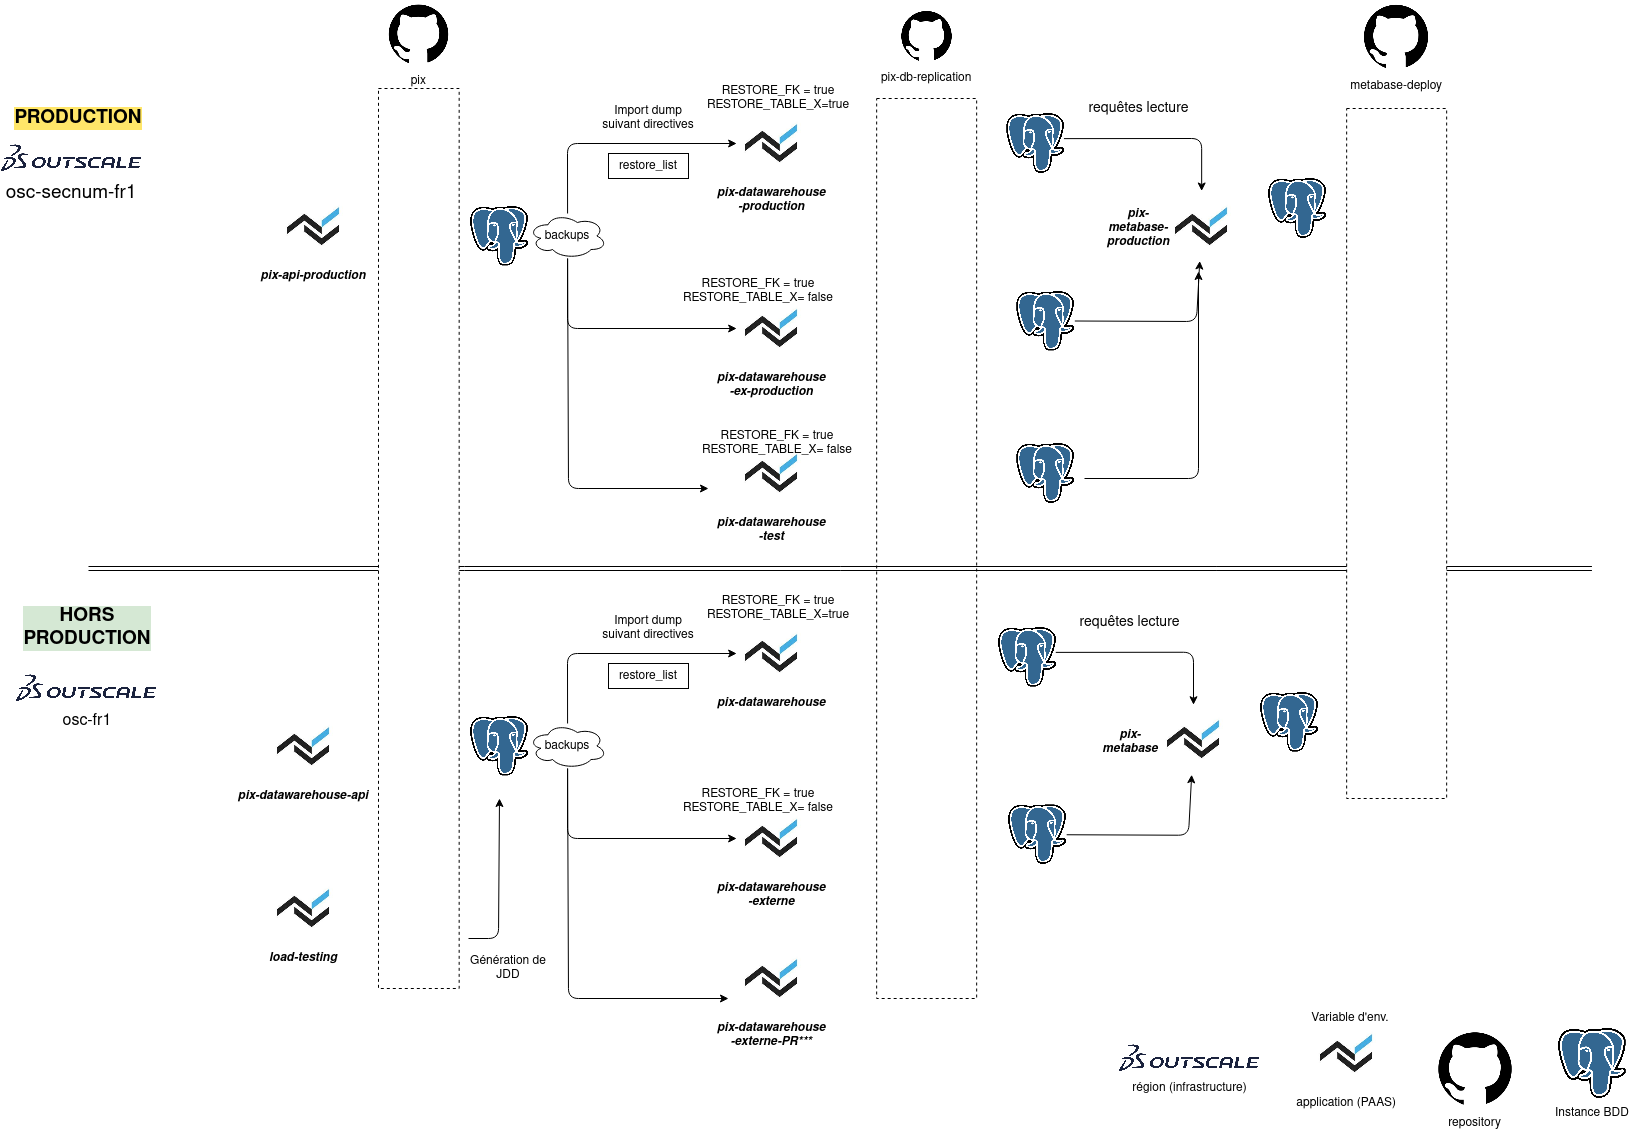 pix
pix-db-replication
metabase-deploy
PRODUCTION
OUTSCALE
osc-secnum-fr1
pix-api-production
backups
Import dump
suivant directives
restore_list
RESTORE_FK = true
RESTORE_TABLE_X=true
pix-datawarehouse
-production
RESTORE_FK = true
RESTORE_TABLE_X= false
pix-datawarehouse
-ex-production
RESTORE_FK = true
RESTORE_TABLE_X= false
pix-datawarehouse
-test
requêtes lecture
pix-
metabase-
production
HORS
PRODUCTION
OUTSCALE
osc-fr1
pix-datawarehouse-api
load-testing
Génération de
JDD
backups
Import dump
suivant directives
restore_list
RESTORE_FK = true
RESTORE_TABLE_X=true
pix-datawarehouse
RESTORE_FK = true
RESTORE_TABLE_X= false
pix-datawarehouse
-externe
pix-datawarehouse
-externe-PR***
requêtes lecture
pix-
metabase
OUTSCALE
région (infrastructure)
Variable d'env.
application (PAAS)
repository
Instance BDD